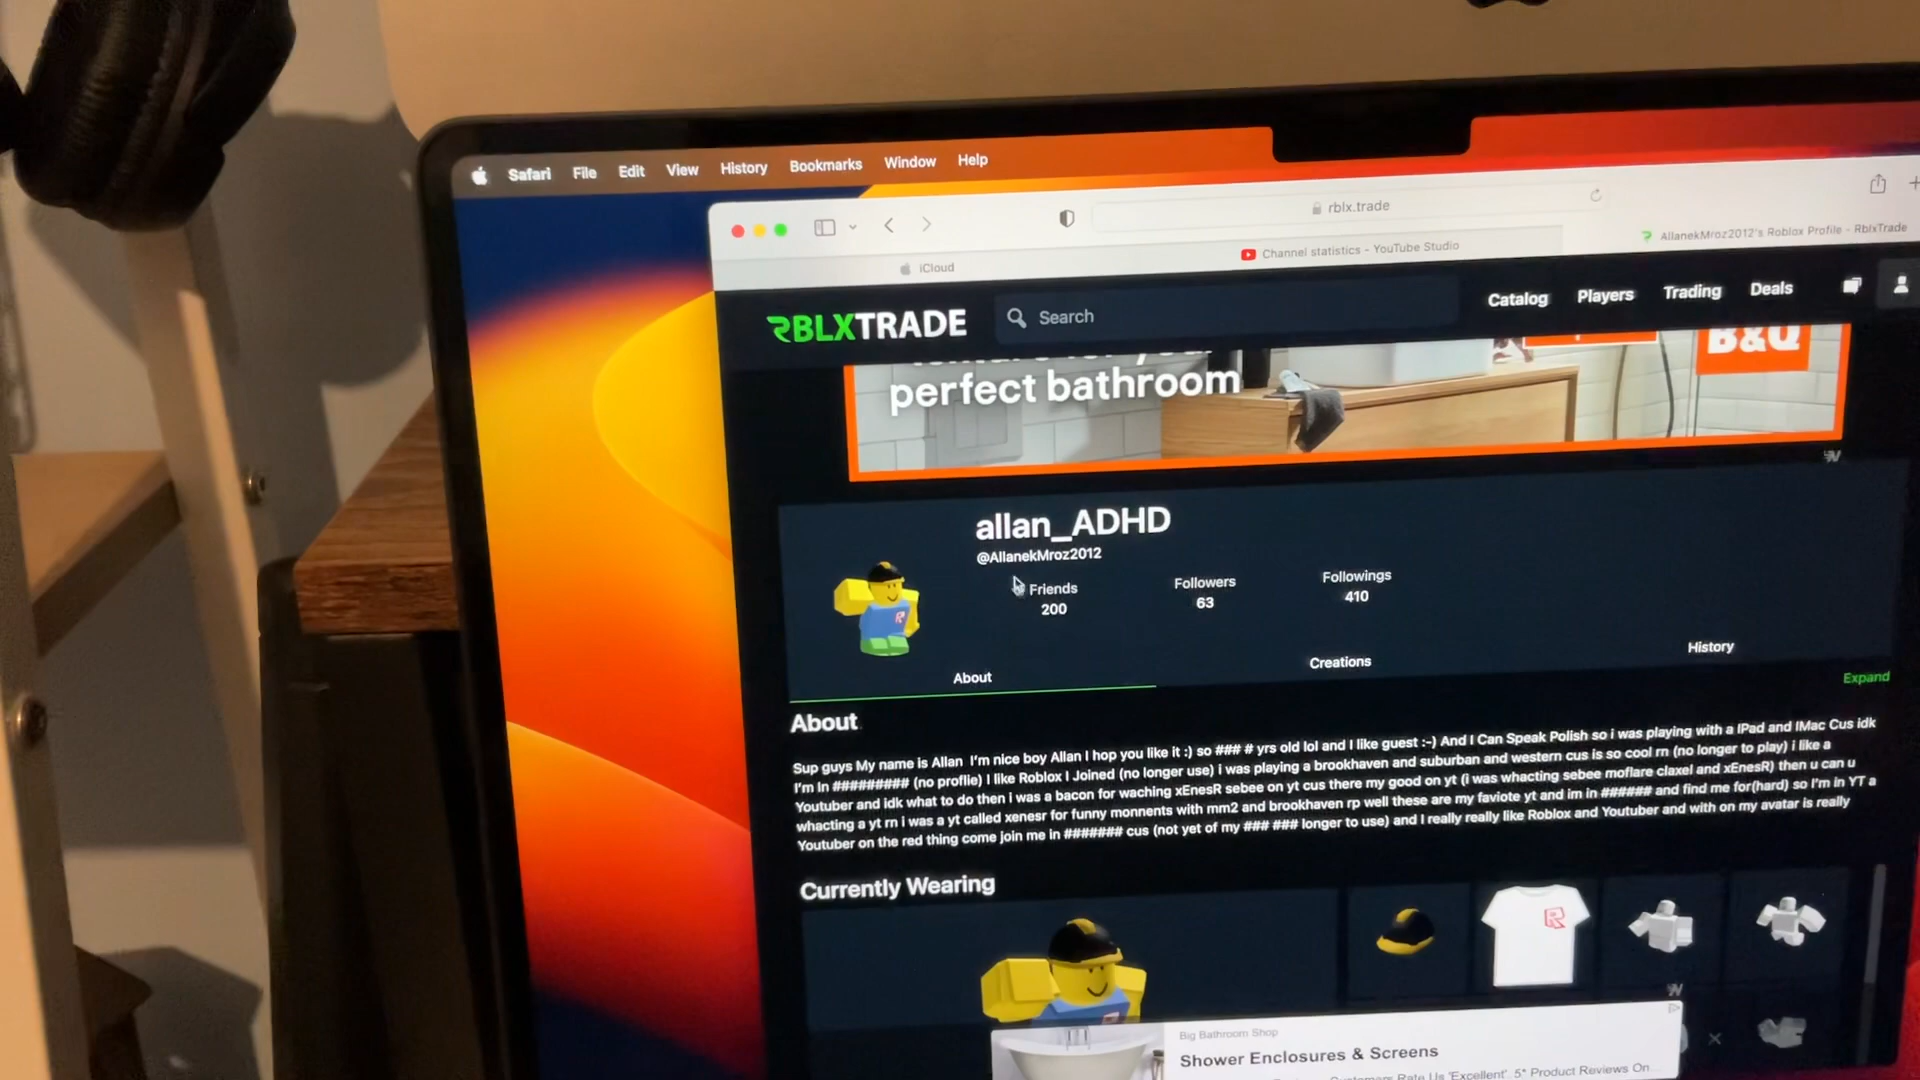 Safari File Edit View History Bookmarks Window Help
rblx.trade
iCloud
Channel statistics - YouTube Studio
AllanekMroz2012's Roblox Profile - RblxTrade
RBLXTRADE
Search
Catalog Players Trading Deals
perfect bathroom
B&Q
allan_ADHD
@AllanekMroz2012
Friends
200
Followers
63
Followings
410
About
Creations
History
Expand
About
Sup guys My name is Allan I'm nice boy Allan I hop you like it :) so ### # yrs old lol and I like guest :-) And I Can Speak Polish so i was playing with a IPad and IMac Cus idk
I'm In ######### (no proflie) I like Roblox I Joined (no longer use) i was playing a brookhaven and suburban and western cus is so cool rn (no longer to play) i like a
Youtuber and idk what to do then i was a bacon for waching xEnesR sebee on yt cus there my good on yt (i was whacting sebee moflare claxel and xEnesR) then u can u
whacting a yt rn i was a yt called xenesr for funny monnents with mm2 and brookhaven rp well these are my faviote yt and im in ###### and find me for(hard) so I'm in YT a
Youtuber on the red thing come join me In ####### cus (not yet of my ### ### longer to use) and I really really like Roblox and Youtuber and with on my avatar is really
Currently Wearing
Big Bathroom Shop
Shower Enclosures & Screens
Customers Rate Us 'Excellent'. 5* Product Reviews On...